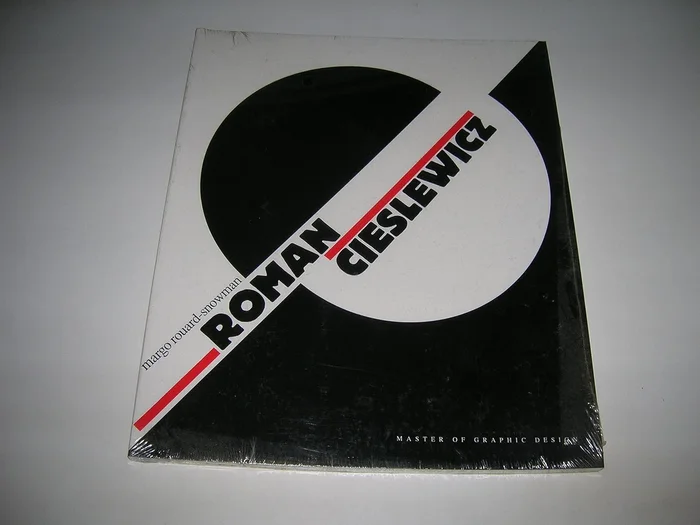 margo rouard-snowman
ROMAN
CIESLEWICZ
MASTER OF GRAPHIC DESIGN